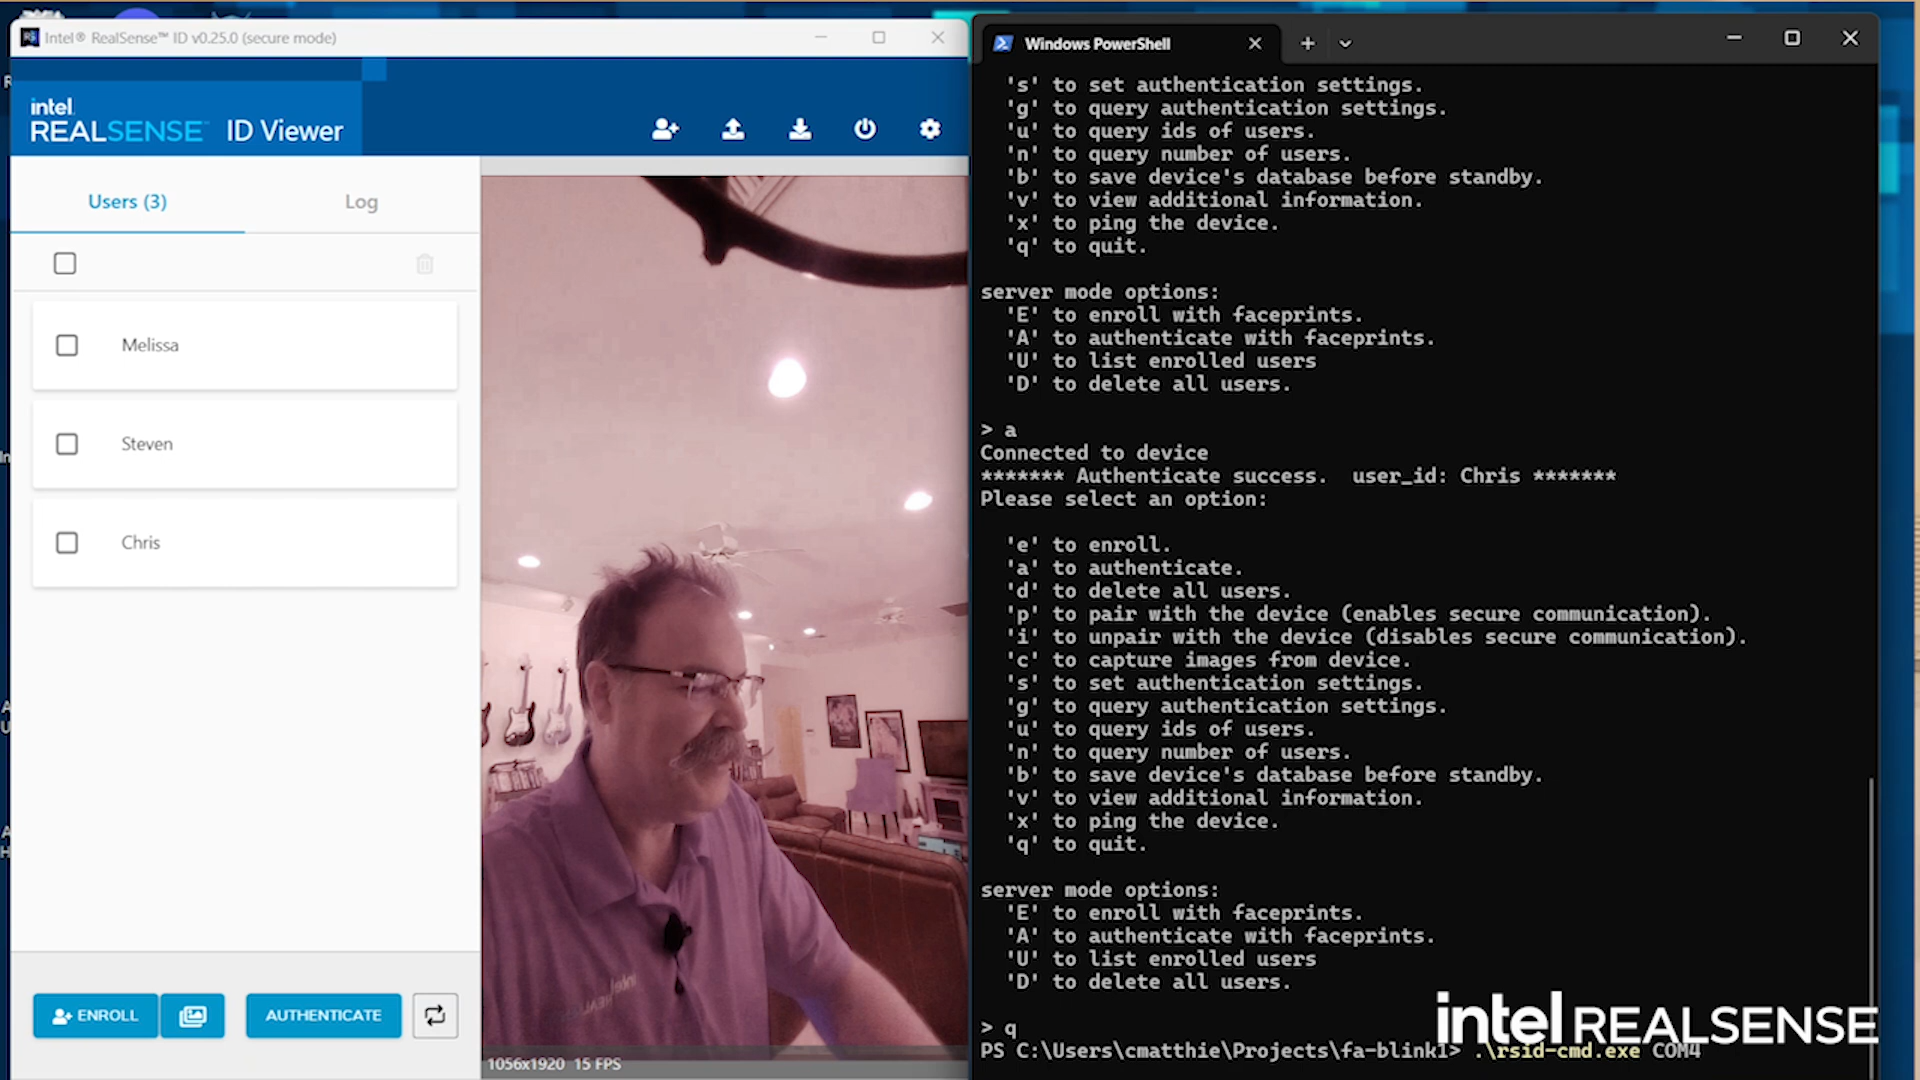 Intel® RealSense™ ID v0.25.0 (secure mode)
intel
REALSENSE™ ID Viewer
Users (3)
Log
Melissa
Steven
Chris
ENROLL
AUTHENTICATE
1056x1920 15 FPS
Windows PowerShell
's' to set authentication settings.
'g' to query authentication settings.
'u' to query ids of users.
'n' to query number of users.
'b' to save device's database before standby.
'v' to view additional information.
'x' to ping the device.
'q' to quit.
server mode options:
'E' to enroll with faceprints.
'A' to authenticate with faceprints.
'U' to list enrolled users
'D' to delete all users.
> a
Connected to device
******* Authenticate success.  user_id: Chris *******
Please select an option:
'e' to enroll.
'a' to authenticate.
'd' to delete all users.
'p' to pair with the device (enables secure communication).
'i' to unpair with the device (disables secure communication).
'c' to capture images from device.
's' to set authentication settings.
'g' to query authentication settings.
'u' to query ids of users.
'n' to query number of users.
'b' to save device's database before standby.
'v' to view additional information.
'x' to ping the device.
'q' to quit.
server mode options:
'E' to enroll with faceprints.
'A' to authenticate with faceprints.
'U' to list enrolled users
'D' to delete all users.
> q
PS C:\Users\cmatthie\Projects\fa-blink1> .\rsid-cmd.exe COM4
intel REALSENSE